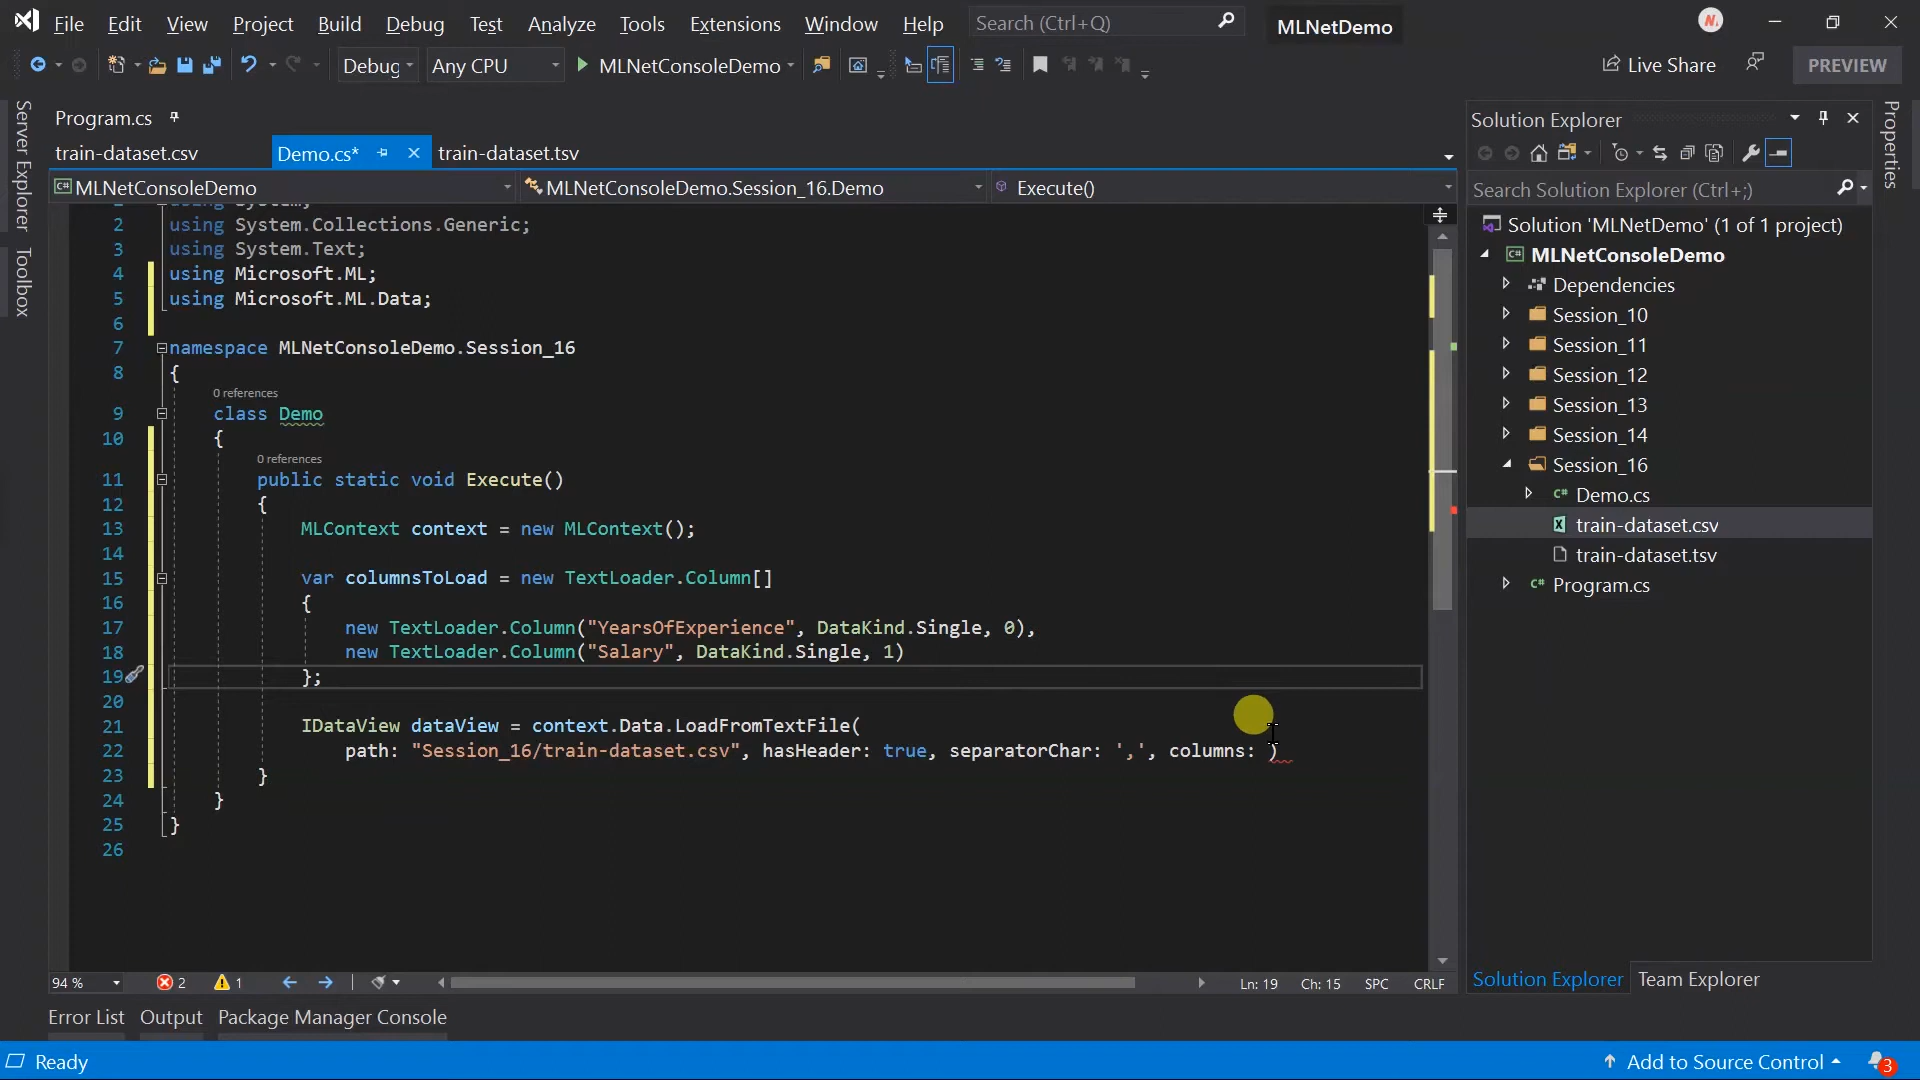 File Edit View Project Build Debug Test Analyze Tools Extensions Window Help Search (Ctrl+Q) MLNetDemo
Debug Any CPU MLNetConsoleDemo Live Share PREVIEW
Server Explorer
Toolbox
Program.cs
train-dataset.csv Demo.cs* train-dataset.tsv
MLNetConsoleDemo MLNetConsoleDemo.Session_16.Demo Execute()
1 using System;
2 using System.Collections.Generic;
3 using System.Text;
4 using Microsoft.ML;
5 using Microsoft.ML.Data;
6
7 namespace MLNetConsoleDemo.Session_16
8 {
0 references
9 class Demo
10 {
0 references
11 public static void Execute()
12 {
13 MLContext context = new MLContext();
14
15 var columnsToLoad = new TextLoader.Column[]
16 {
17 new TextLoader.Column("YearsOfExperience", DataKind.Single, 0),
18 new TextLoader.Column("Salary", DataKind.Single, 1)
19 };
20
21 IDataView dataView = context.Data.LoadFromTextFile(
22 path: "Session_16/train-dataset.csv", hasHeader: true, separatorChar: ',', columns: )
23 }
24 }
25 }
26
94 % 2 1 Ln: 19 Ch: 15 SPC CRLF
Error List Output Package Manager Console
Solution Explorer
Search Solution Explorer (Ctrl+;)
Solution 'MLNetDemo' (1 of 1 project)
MLNetConsoleDemo
Dependencies
Session_10
Session_11
Session_12
Session_13
Session_14
Session_16
Demo.cs
train-dataset.csv
train-dataset.tsv
Program.cs
Solution Explorer Team Explorer
Properties
Ready Add to Source Control 3